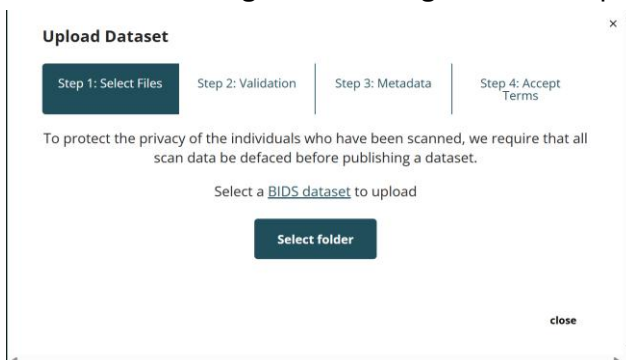 ×
Upload Dataset
Step 1: Select Files Step 2: Validation Step 3: Metadata Step 4: Accept
Terms
To protect the privacy of the individuals who have been scanned, we require that all
scan data be defaced before publishing a dataset.
Select a BIDS dataset to upload
Select folder
close